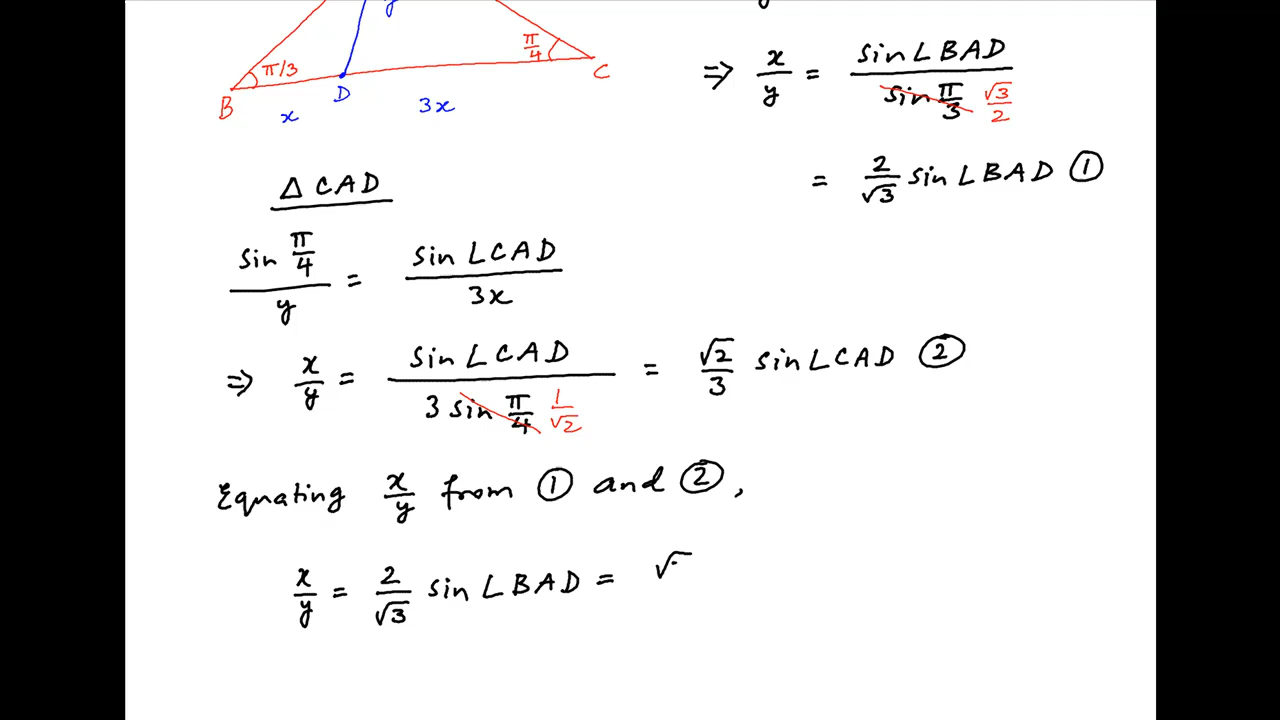 y
π/3
π/4
B
x
D
3x
C
⇒ x/y = sin∠BAD / sin π/3 √3/2
= 2/√3 sin∠BAD ①
△CAD
sin π/4 / y = sin∠CAD / 3x
⇒ x/y = sin∠CAD / 3 sin π/4 1/√2 = √2/3 sin∠CAD ②
Equating x/y from ① and ②,
x/y = 2/√3 sin∠BAD = √